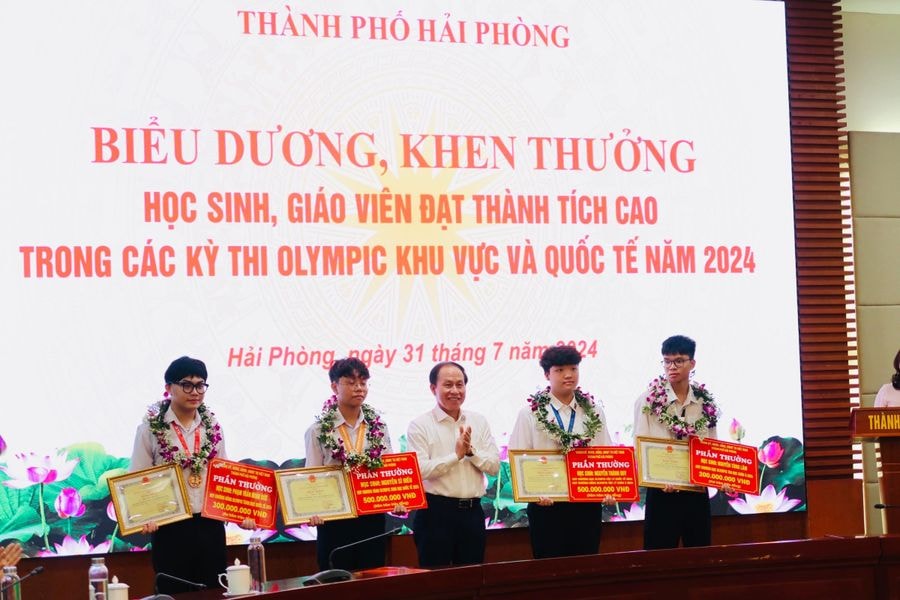 THÀNH PHỐ HẢI PHÒNG
BIỂU DƯƠNG, KHEN THƯỞNG
HỌC SINH, GIÁO VIÊN ĐẠT THÀNH TÍCH CAO
TRONG CÁC KỲ THI OLYMPIC KHU VỰC VÀ QUỐC TẾ NĂM 2024
Hải Phòng, ngày 31 tháng 7 năm 2024
PHẦN THƯỞNG
200.000.000 VNĐ
PHẦN THƯỞNG
500.000.000 VNĐ
PHẦN THƯỞNG
500.000.000 VNĐ
PHẦN THƯỞNG
200.000.000 VNĐ
THÀNH